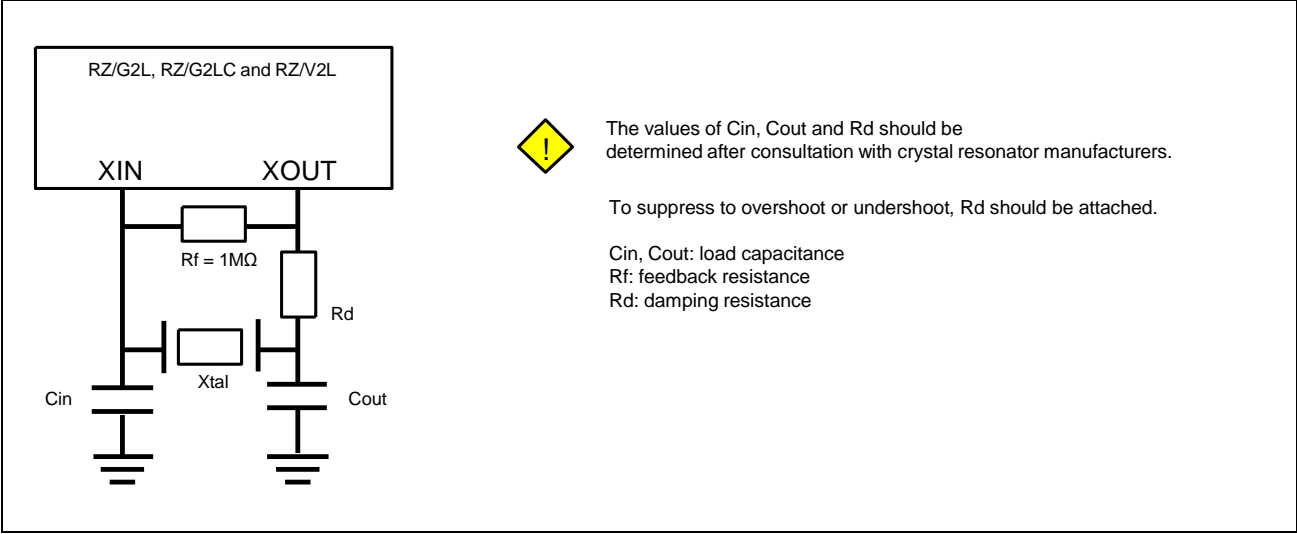 RZ/G2L, RZ/G2LC and RZ/V2L
XIN
XOUT
Rf = 1MΩ
Rd
Xtal
Cin
Cout
!
The values of Cin, Cout and Rd should be
determined after consultation with crystal resonator manufacturers.
To suppress to overshoot or undershoot, Rd should be attached.
Cin, Cout: load capacitance
Rf: feedback resistance
Rd: damping resistance